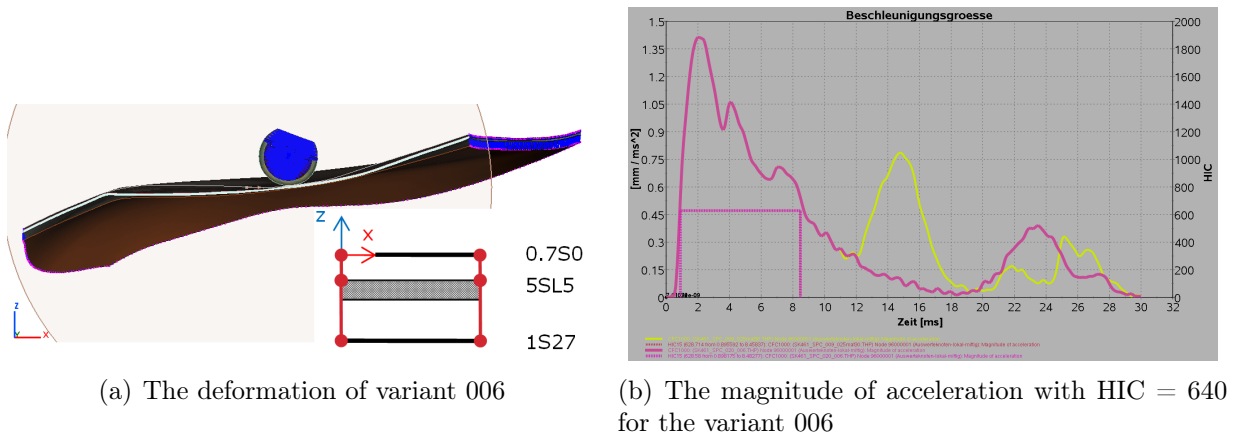 Z
X
0.7S0
5SL5
1S27
z
x
(a) The deformation of variant 006
Beschleunigungsgroesse
1.5
1.35
1.2
1.05
0.9
0.75
0.6
0.45
0.3
0.15
0
[mm / ms^2]
2000
1800
1600
1400
1200
1000
800
600
400
200
0
HIC
0 2 4 6 8 10 12 14 16 18 20 22 24 26 28 30 32
Zeit [ms]
(b) The magnitude of acceleration with HIC = 640
for the variant 006